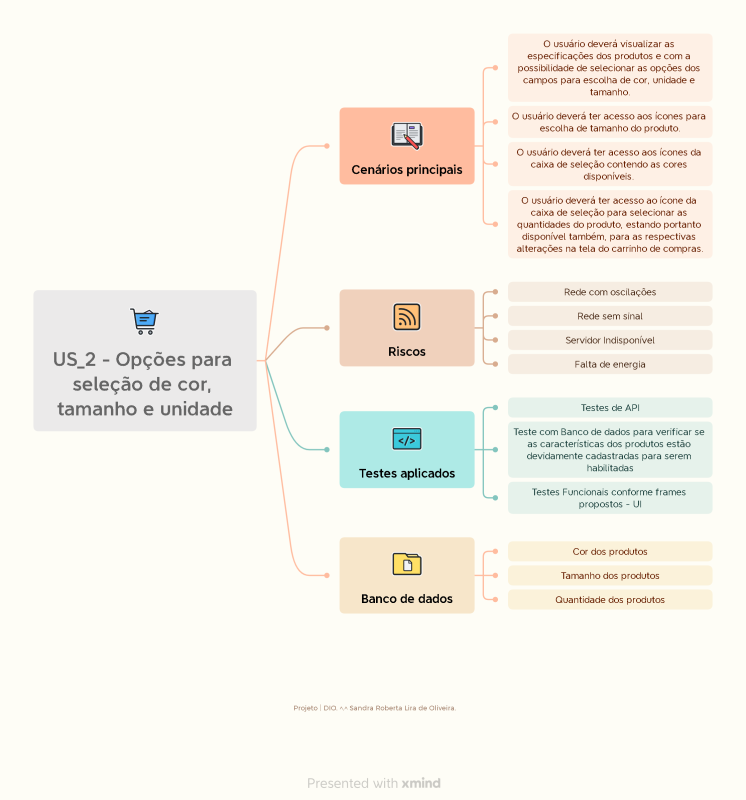 US_2 - Opções para
seleção de cor,
tamanho e unidade
Cenários principais
O usuário deverá visualizar as
especificações dos produtos e com a
possibilidade de selecionar as opções dos
campos para escolha de cor, unidade e
tamanho.
O usuário deverá ter acesso aos ícones para
escolha de tamanho do produto.
O usuário deverá ter acesso aos ícones da
caixa de seleção contendo as cores
disponíveis.
O usuário deverá ter acesso ao ícone da
caixa de seleção para selecionar as
quantidades do produto, estando portanto
disponível também, para as respectivas
alterações na tela do carrinho de compras.
Riscos
Rede com oscilações
Rede sem sinal
Servidor Indisponível
Falta de energia
Testes aplicados
Testes de API
Teste com Banco de dados para verificar se
as características dos produtos estão
devidamente cadastradas para serem
habilitadas
Testes Funcionais conforme frames
propostos - UI
Banco de dados
Cor dos produtos
Tamanho dos produtos
Quantidade dos produtos
Projeto | DIO. ^.^ Sandra Roberta Lira de Oliveira.
Presented with xmind